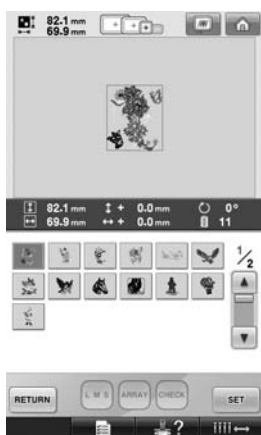 82.1 mm
69.9 mm
82.1 mm + 0.0 mm 0°
69.9 mm + 0.0 mm 11
1/2
RETURN L M S ARRAY CHECK SET
?